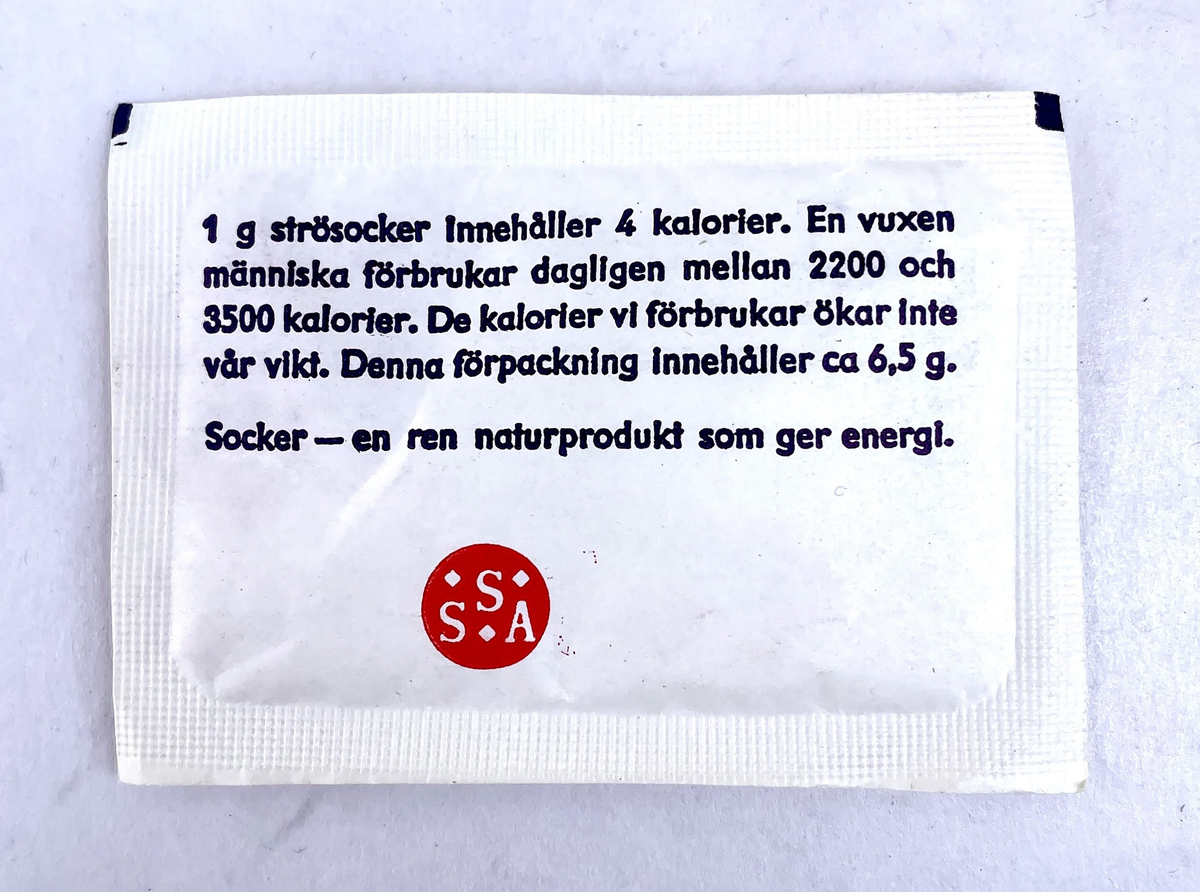 1 g strösocker innehåller 4 kalorier. En vuxen
människa förbrukar dagligen mellan 2200 och
3500 kalorier. De kalorier vi förbrukar ökar inte
vår vikt. Denna förpackning innehåller ca 6,5 g.
Socker — en ren naturprodukt som ger energi.
S
S A